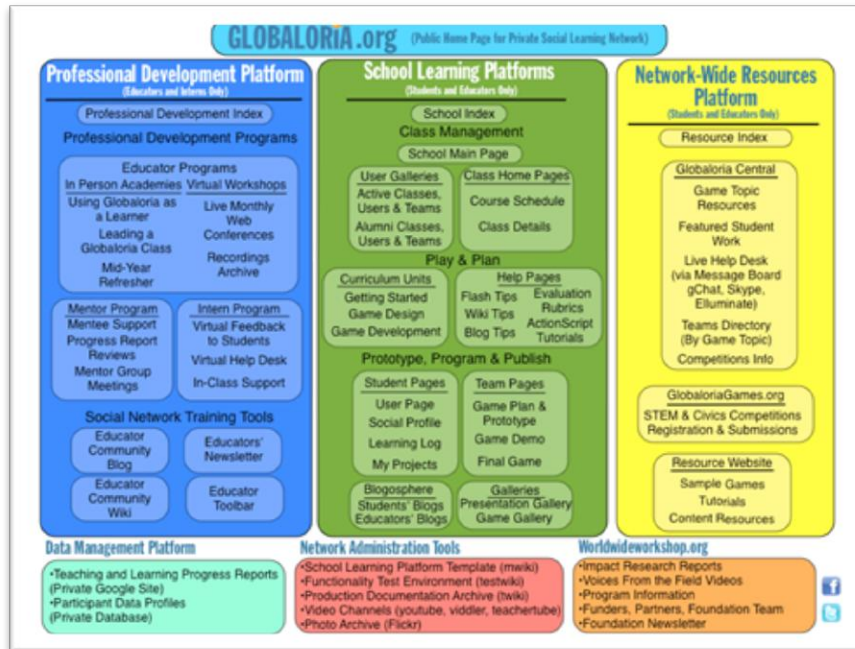 GLOBALORIA.org (Public Home Page for Private Social Learning Network)
Professional Development Platform
(Educators and Interns Only)
Professional Development Index
Professional Development Programs
Educator Programs
In Person Academies
Using Globaloria as
a Learner
Leading a
Globaloria Class
Mid-Year
Refresher
Virtual Workshops
Live Monthly
Web
Conferences
Recordings
Archive
Mentor Program
Mentee Support
Progress Report
Reviews
Mentor Group
Meetings
Intern Program
Virtual Feedback
to Students
Virtual Help Desk
In-Class Support
Social Network Training Tools
Educator
Community
Blog
Educators'
Newsletter
Educator
Community
Wiki
Educator
Toolbar
School Learning Platforms
(Students and Educators Only)
School Index
Class Management
School Main Page
User Galleries
Active Classes,
Users & Teams
Alumni Classes,
Users & Teams
Class Home Pages
Course Schedule
Class Details
Play & Plan
Curriculum Units
Getting Started
Game Design
Game Development
Help Pages
Flash Tips
Wiki Tips
Blog Tips
Evaluation
Rubrics
ActionScript
Tutorials
Prototype, Program & Publish
Student Pages
User Page
Social Profile
Learning Log
My Projects
Team Pages
Game Plan &
Prototype
Game Demo
Final Game
Blogosphere
Students' Blogs
Educators' Blogs
Galleries
Presentation Gallery
Game Gallery
Network-Wide Resources
Platform
(Students and Educators Only)
Resource Index
Globaloria Central
Game Topic
Resources
Featured Student
Work
Live Help Desk
(via Message Board
gChat, Skype,
Elluminate)
Teams Directory
(By Game Topic)
Competitions Info
GlobaloriaGames.org
STEM & Civics Competitions
Registration & Submissions
Resource Website
Sample Games
Tutorials
Content Resources
Data Management Platform
•Teaching and Learning Progress Reports
(Private Google Site)
•Participant Data Profiles
(Private Database)
Network Administration Tools
•School Learning Platform Template (mwiki)
•Functionality Test Environment (testwiki)
•Production Documentation Archive (twiki)
•Video Channels (youtube, viddler, teachertube)
•Photo Archive (Flickr)
Worldwideworkshop.org
•Impact Research Reports
•Voices From the Field Videos
•Program Information
•Funders, Partners, Foundation Team
•Foundation Newsletter
f
t